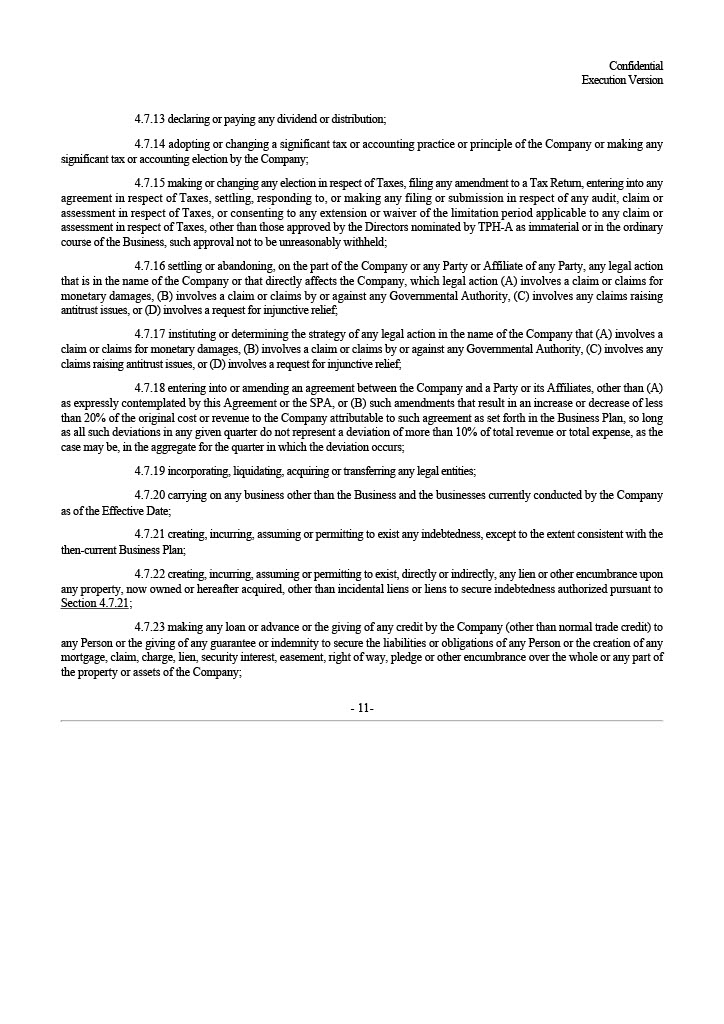 Confidential
Execution Version
4.7.13 declaring or paying any dividend or distribution;
4.7.14 adopting or changing a significant tax or accounting practice or principle of the Company or making any
significant tax or accounting election by the Company;
4.7.15 making or changing any election in respect of Taxes, filing any amendment to a Tax Return, entering into any
agreement in respect of Taxes, settling, responding to, or making any filing or submission in respect of any audit, claim or
assessment in respect of Taxes, or consenting to any extension or waiver of the limitation period applicable to any claim or
assessment in respect of Taxes, other than those approved by the Directors nominated by TPH-A as immaterial or in the ordinary
course of the Business, such approval not to be unreasonably withheld;
4.7.16 settling or abandoning, on the part of the Company or any Party or Affiliate of any Party, any legal action
that is in the name of the Company or that directly affects the Company, which legal action (A) involves a claim or claims for
monetary damages, (B) involves a claim or claims by or against any Governmental Authority, (C) involves any claims raising
antitrust issues, or (D) involves a request for injunctive relief;
4.7.17 instituting or determining the strategy of any legal action in the name of the Company that (A) involves a
claim or claims for monetary damages, (B) involves a claim or claims by or against any Governmental Authority, (C) involves any
claims raising antitrust issues, or (D) involves a request for injunctive relief;
4.7.18 entering into or amending an agreement between the Company and a Party or its Affiliates, other than (A)
as expressly contemplated by this Agreement or the SPA, or (B) such amendments that result in an increase or decrease of less
than 20% of the original cost or revenue to the Company attributable to such agreement as set forth in the Business Plan, so long
as all such deviations in any given quarter do not represent a deviation of more than 10% of total revenue or total expense, as the
case may be, in the aggregate for the quarter in which the deviation occurs;
4.7.19 incorporating, liquidating, acquiring or transferring any legal entities;
4.7.20 carrying on any business other than the Business and the businesses currently conducted by the Company
as of the Effective Date;
4.7.21 creating, incurring, assuming or permitting to exist any indebtedness, except to the extent consistent with the
then-current Business Plan;
4.7.22 creating, incurring, assuming or permitting to exist, directly or indirectly, any lien or other encumbrance upon
any property, now owned or hereafter acquired, other than incidental liens or liens to secure indebtedness authorized pursuant to
Section 4.7.21;
4.7.23 making any loan or advance or the giving of any credit by the Company (other than normal trade credit) to
any Person or the giving of any guarantee or indemnity to secure the liabilities or obligations of any Person or the creation of any
mortgage, claim, charge, lien, security interest, easement, right of way, pledge or other encumbrance over the whole or any part of
the property or assets of the Company;
- 11-